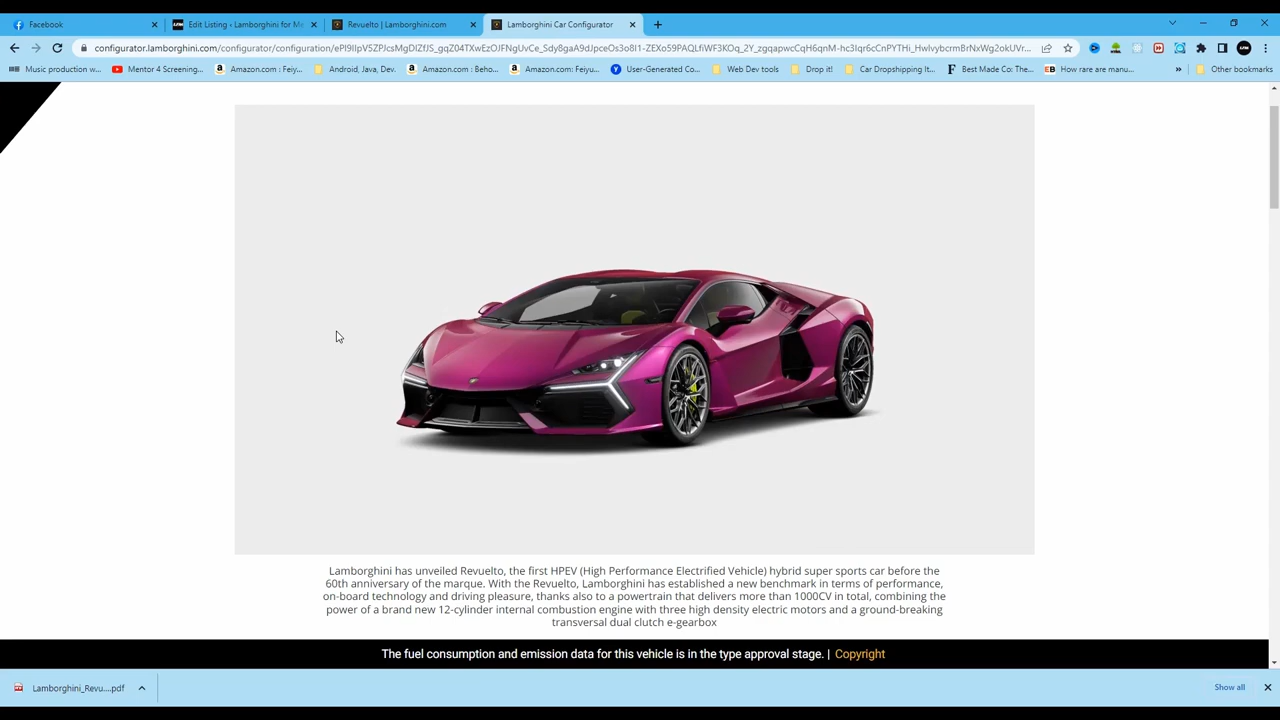 Facebook
Edit Listing ‹ Lamborghini for Me
Revuelto | Lamborghini.com
Lamborghini Car Configurator
Music production w...
Mentor 4 Screening...
Amazon.com : Feiyu...
Android, Java, Dev.
Amazon.com : Beho...
Amazon.com: Feiyu...
User-Generated Co...
Web Dev tools
Drop it!
Car Dropshipping It...
Best Made Co: The...
How rare are manu...
»
Other bookmarks
Lamborghini has unveiled Revuelto, the first HPEV (High Performance Electrified Vehicle) hybrid super sports car before the
60th anniversary of the marque. With the Revuelto, Lamborghini has established a new benchmark in terms of performance,
on-board technology and driving pleasure, thanks also to a powertrain that delivers more than 1000CV in total, combining the
power of a brand new 12-cylinder internal combustion engine with three high density electric motors and a ground-breaking
transversal dual clutch e-gearbox
The fuel consumption and emission data for this vehicle is in the type approval stage. | Copyright
Lamborghini_Revu....pdf
Show all